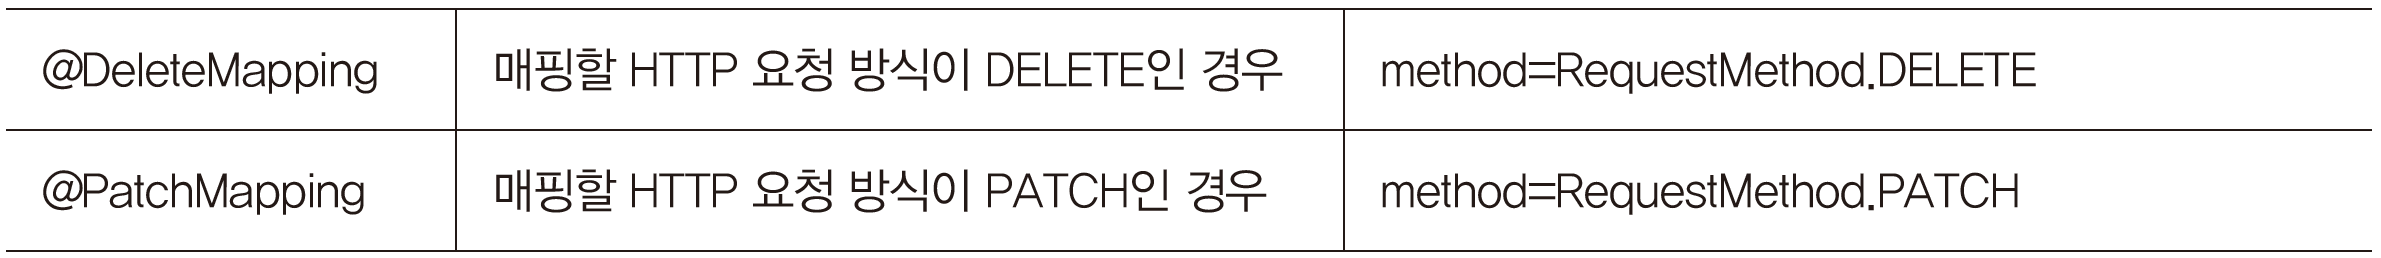 @DeleteMapping 매핑할 HTTP 요청 방식이 DELETE인 경우 method=RequestMethod.DELETE
@PatchMapping 매핑할 HTTP 요청 방식이 PATCH인 경우 method=RequestMethod.PATCH